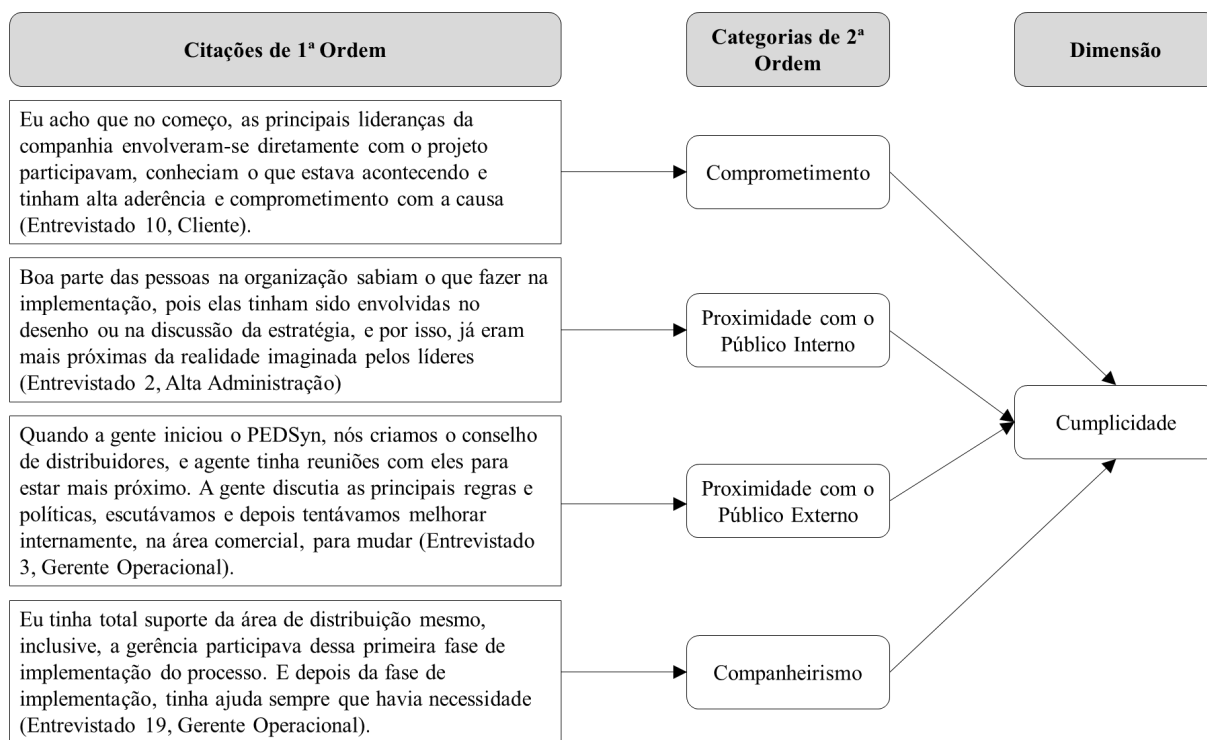 Citações de 1ª Ordem
Categorias de 2ª
Ordem
Dimensão
Eu acho que no começo, as principais lideranças da
companhia envolveram-se diretamente com o projeto
participavam, conheciam o que estava acontecendo e
tinham alta aderência e comprometimento com a causa
(Entrevistado 10, Cliente).
Comprometimento
Boa parte das pessoas na organização sabiam o que fazer na
implementação, pois elas tinham sido envolvidas no
desenho ou na discussão da estratégia, e por isso, já eram
mais próximas da realidade imaginada pelos líderes
(Entrevistado 2, Alta Administração)
Proximidade com o
Público Interno
Quando a gente iniciou o PEDSyn, nós criamos o conselho
de distribuidores, e agente tinha reuniões com eles para
estar mais próximo. A gente discutia as principais regras e
políticas, escutávamos e depois tentávamos melhorar
internamente, na área comercial, para mudar (Entrevistado
3, Gerente Operacional).
Proximidade com o
Público Externo
Cumplicidade
Eu tinha total suporte da área de distribuição mesmo,
inclusive, a gerência participava dessa primeira fase de
implementação do processo. E depois da fase de
implementação, tinha ajuda sempre que havia necessidade
(Entrevistado 19, Gerente Operacional).
Companheirismo